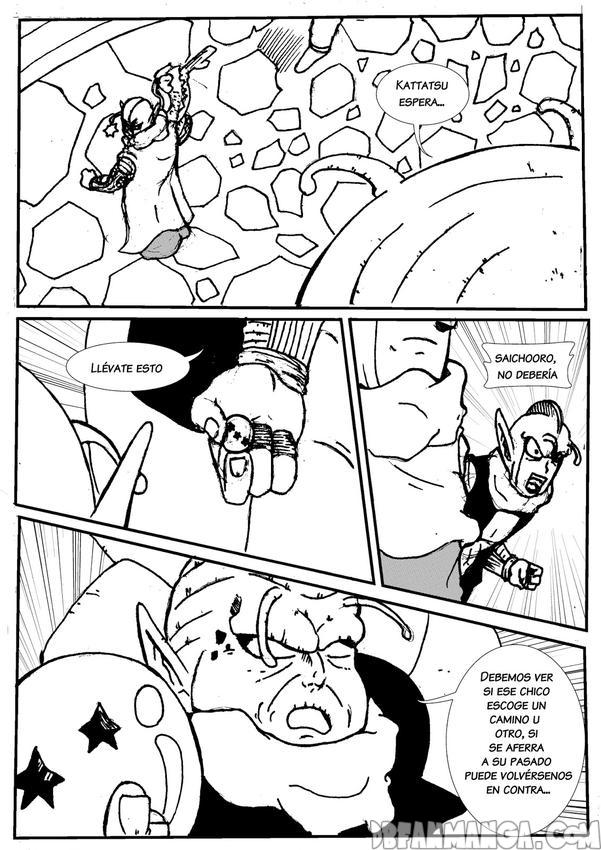 KATTATSU
ESPERA...
LLÉVATE ESTO
SAICHOORO,
NO DEBERÍA
DEBEMOS VER
SI ESE CHICO
ESCOGE UN
CAMINO U
OTRO, SI
SE AFERRA
A SU PASADO
PUEDE VOLVÉRSENOS
EN CONTRA...
DBFANMANGA.COM